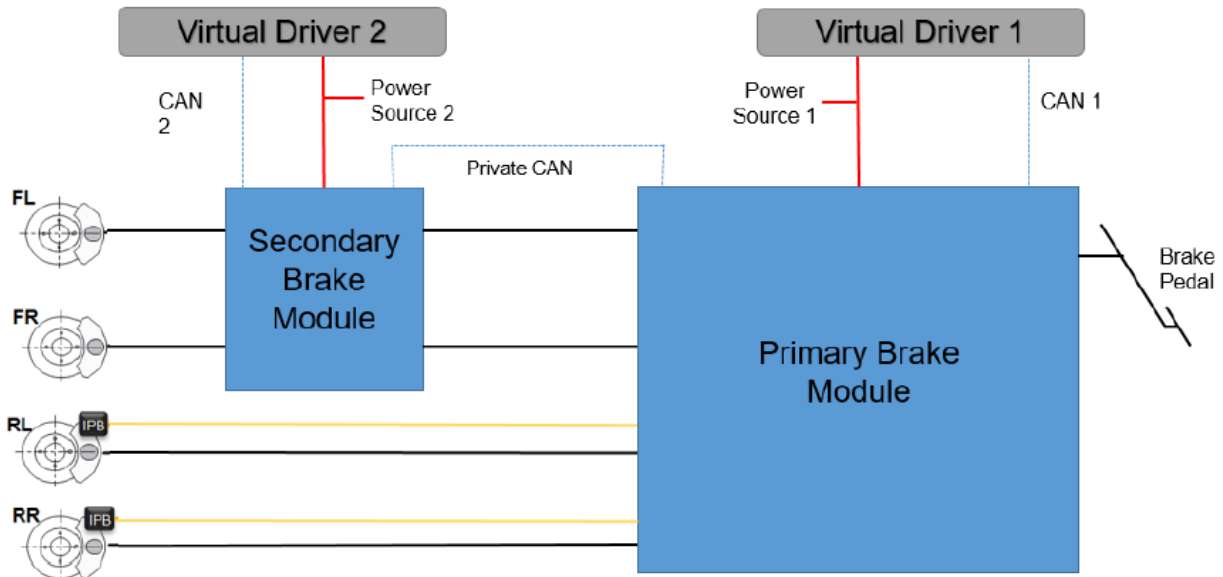 Virtual Driver 2
Virtual Driver 1
CAN
2
Power
Source 2
Power
Source 1
CAN 1
Private CAN
FL
Secondary
Brake
Module
Brake
Pedal
FR
Primary Brake
Module
RL
IPB
RR
IPB